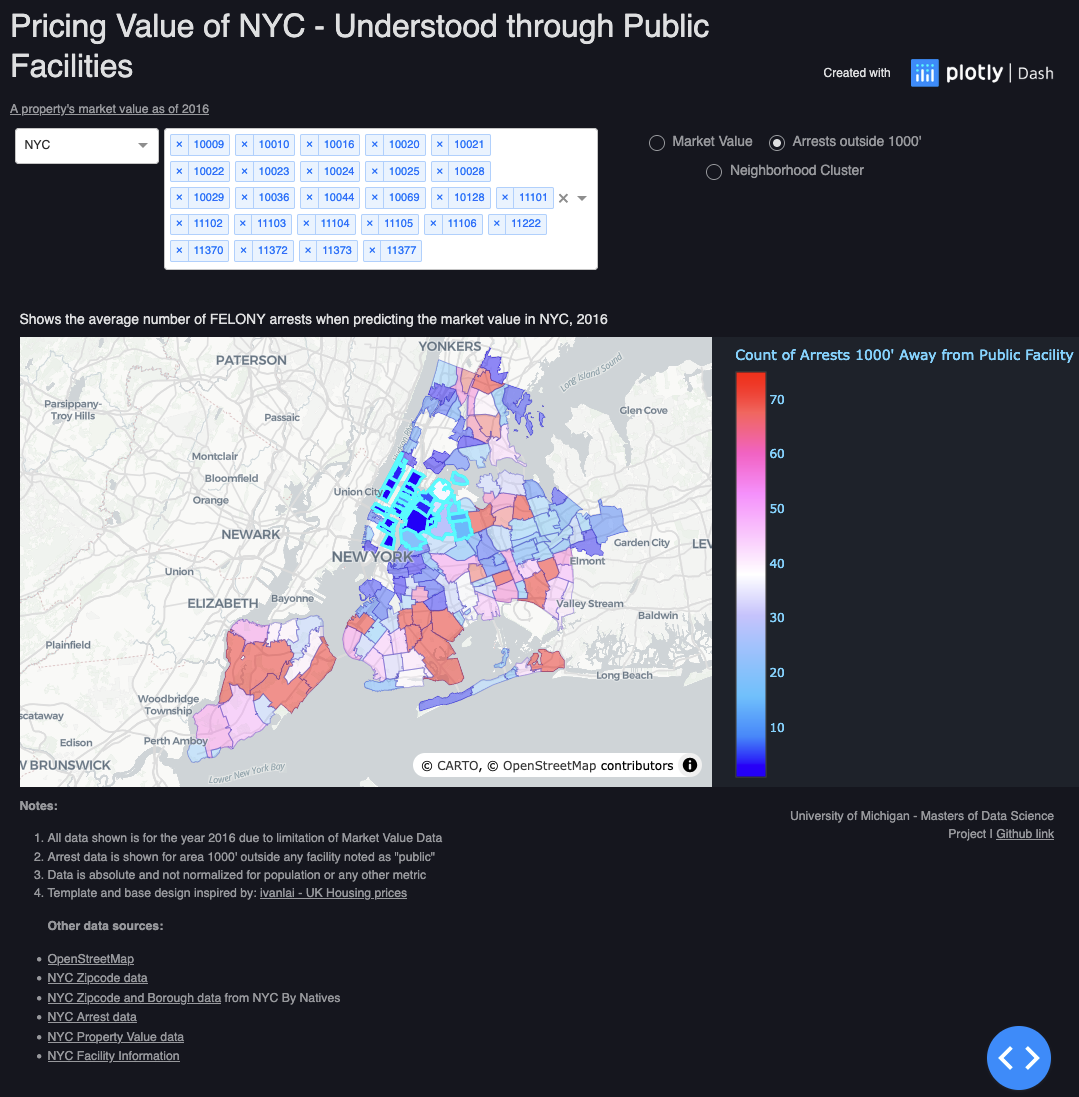 Pricing Value of NYC - Understood through Public
Facilities
Created with
plotly | Dash
A property's market value as of 2016
NYC
× 10009 × 10010 × 10016 × 10020 × 10021
× 10022 × 10023 × 10024 × 10025 × 10028
× 10029 × 10036 × 10044 × 10069 × 10128 × 11101
× 11102 × 11103 × 11104 × 11105 × 11106 × 11222
× 11370 × 11372 × 11373 × 11377
Market Value
Arrests outside 1000'
Neighborhood Cluster
Shows the average number of FELONY arrests when predicting the market value in NYC, 2016
YONKERS
PATERSON
Long Island Sound
Parsippany-
Troy Hills
Passaic
Glen Cove
Montclair
Bloomfield
Orange
Union City
NEWARK
NEW YORK
Garden City
LEV
Elmont
Union
ELIZABETH
Bayonne
Valley Stream
Baldwin
Plainfield
Long Beach
Woodbridge
Township
scataway
Edison
Perth Amboy
W BRUNSWICK
Lower New York Bay
© CARTO, © OpenStreetMap contributors
Count of Arrests 1000' Away from Public Facility
70
60
50
40
30
20
10
Notes:
1. All data shown is for the year 2016 due to limitation of Market Value Data
2. Arrest data is shown for area 1000' outside any facility noted as "public"
3. Data is absolute and not normalized for population or any other metric
4. Template and base design inspired by: ivanlai - UK Housing prices
Other data sources:
• OpenStreetMap
• NYC Zipcode data
• NYC Zipcode and Borough data from NYC By Natives
• NYC Arrest data
• NYC Property Value data
• NYC Facility Information
University of Michigan - Masters of Data Science
Project | Github link